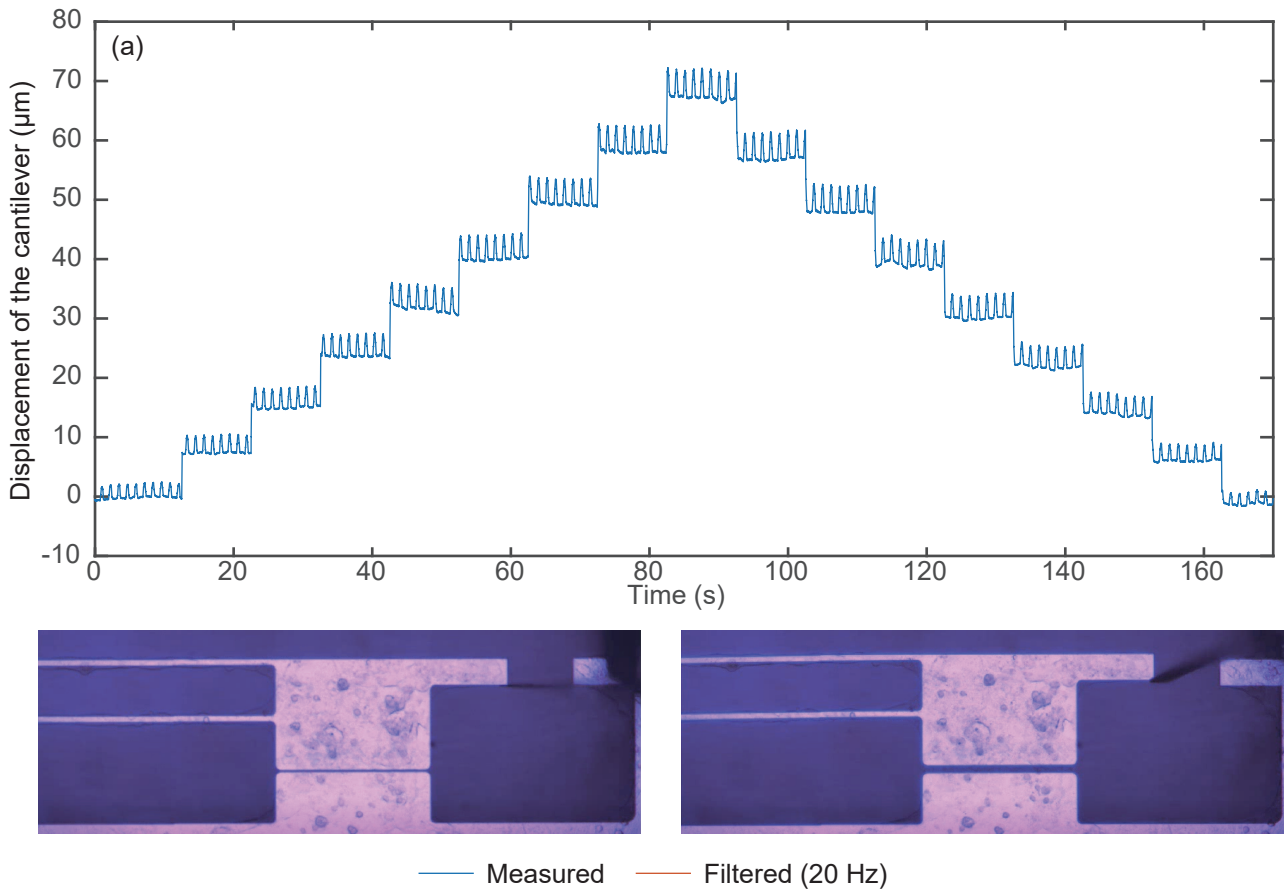 80
(a)
70
60
50
40
30
20
10
0
-10
Displacement of the cantilever (μm)
0 20 40 60 80 100 120 140 160
Time (s)
Measured Filtered (20 Hz)